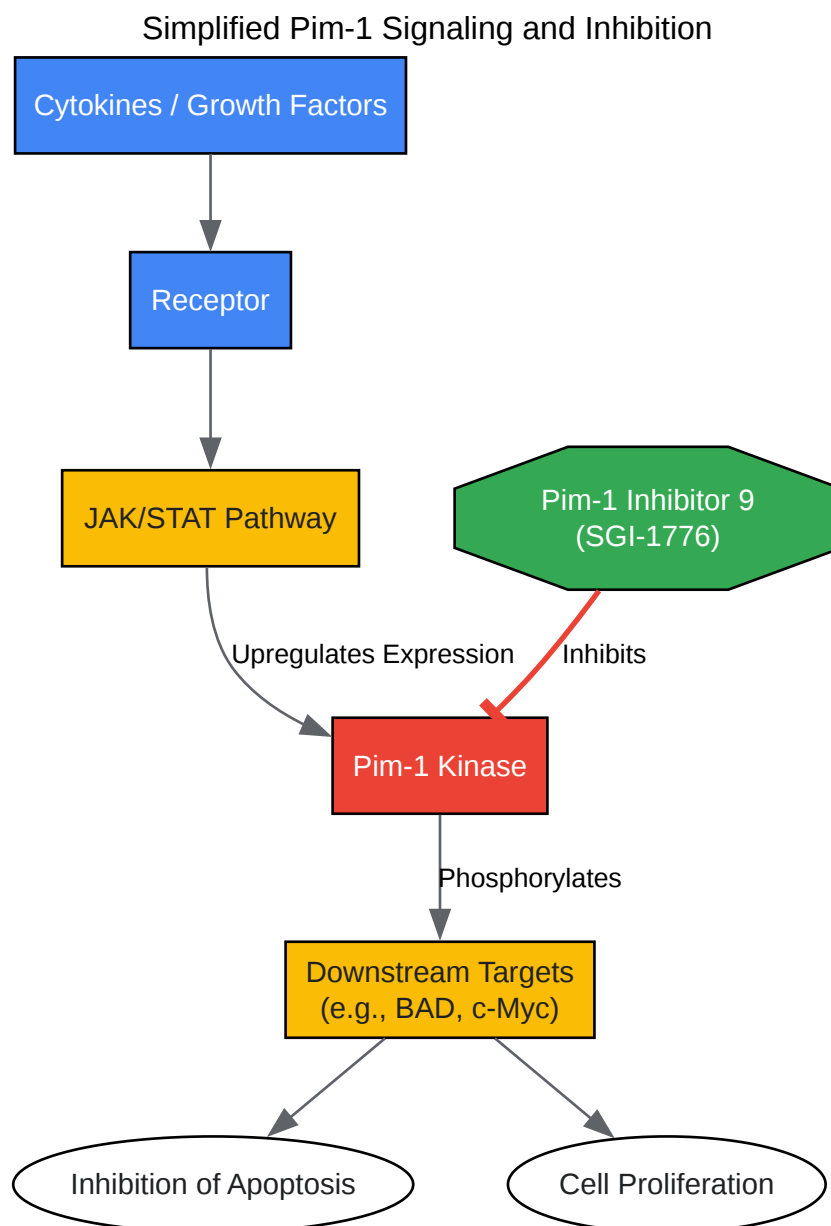 Simplified Pim-1 Signaling and Inhibition
Cytokines / Growth Factors
Receptor
JAK/STAT Pathway
Pim-1 Inhibitor 9
(SGI-1776)
Upregulates Expression
Inhibits
Pim-1 Kinase
Phosphorylates
Downstream Targets
(e.g., BAD, c-Myc)
Inhibition of Apoptosis
Cell Proliferation